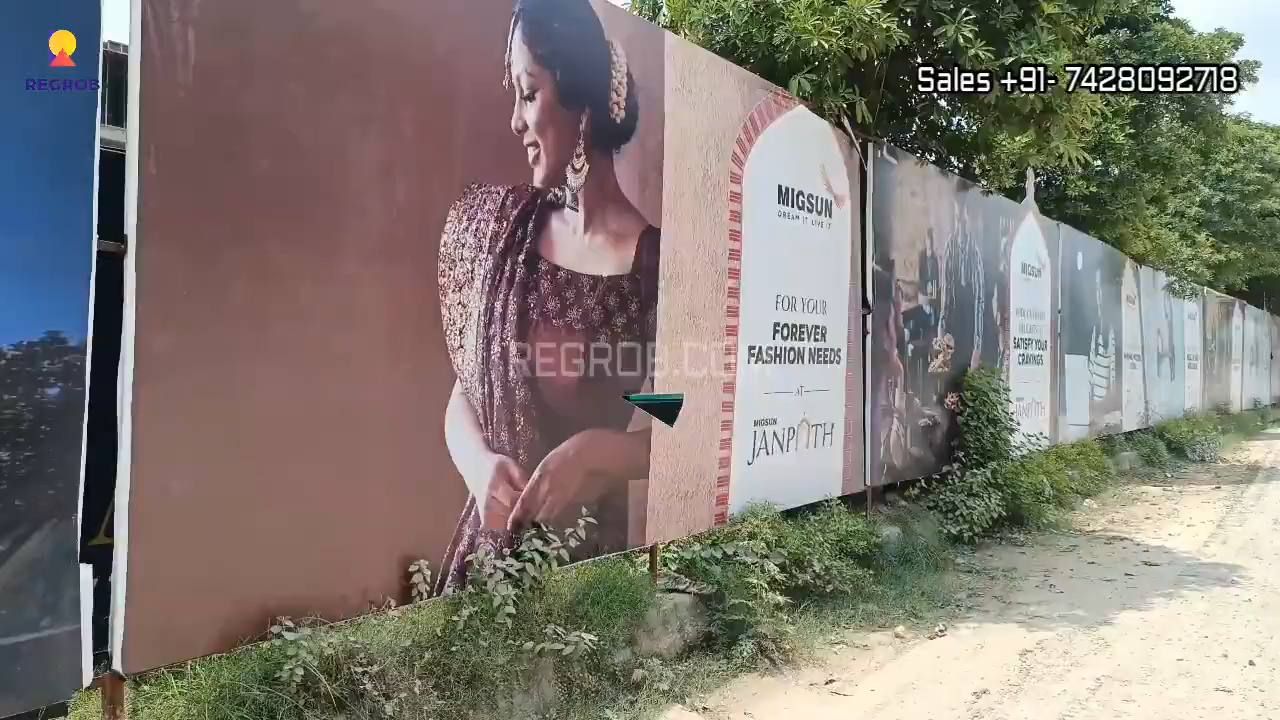 REGROB
Sales +91- 7428092718
MIGSUN
DREAM IT LIVE IT
FOR YOUR
FOREVER
FASHION NEEDS
AT
MIGSUN
JANPATH
REGROB.COM
MIGSUN
SATISFY YOUR
CRAVINGS
JANPATH